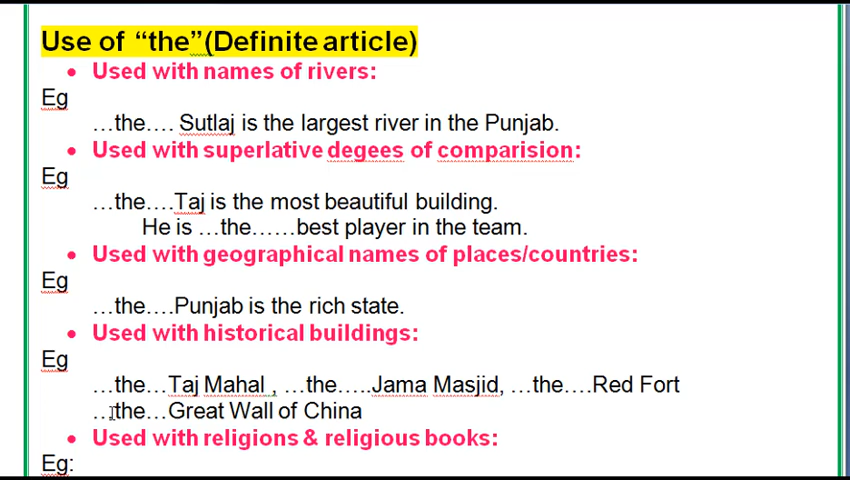 Use of “the”(Definite article)
• Used with names of rivers:
Eg
…the…. Sutlaj is the largest river in the Punjab.
• Used with superlative degees of comparision:
Eg
…the….Taj is the most beautiful building.
He is …the……best player in the team.
• Used with geographical names of places/countries:
Eg
…the….Punjab is the rich state.
• Used with historical buildings:
Eg
…the…Taj Mahal , …the…..Jama Masjid, …the….Red Fort
…the…Great Wall of China
• Used with religions & religious books:
Eg: